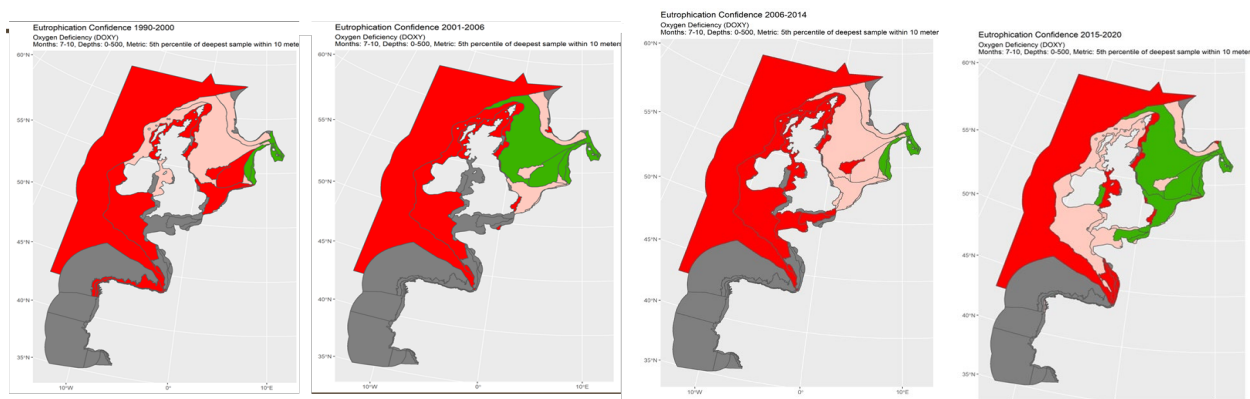 Eutrophication Confidence 1990-2000
Oxygen Deficiency (DOXY)
Months: 7-10, Depths: 0-500, Metric: 5th percentile of deepest sample within 10 meter
60°N
55°N
50°N
45°N
40°N
35°N
10°W
0°
10°E
Eutrophication Confidence 2001-2006
Oxygen Deficiency (DOXY)
Months: 7-10, Depths: 0-500, Metric: 5th percentile of deepest sample within 10 meter
60°N
55°N
50°N
45°N
40°N
35°N
10°W
0°
10°E
Eutrophication Confidence 2006-2014
Oxygen Deficiency (DOXY)
Months: 7-10, Depths: 0-500, Metric: 5th percentile of deepest sample within 10 meter
60°N
55°N
50°N
45°N
40°N
35°N
10°W
0°
10°E
Eutrophication Confidence 2015-2020
Oxygen Deficiency (DOXY)
Months: 7-10, Depths: 0-500, Metric: 5th percentile of deepest sample within 10 meter
60°N
55°N
50°N
45°N
40°N
35°N